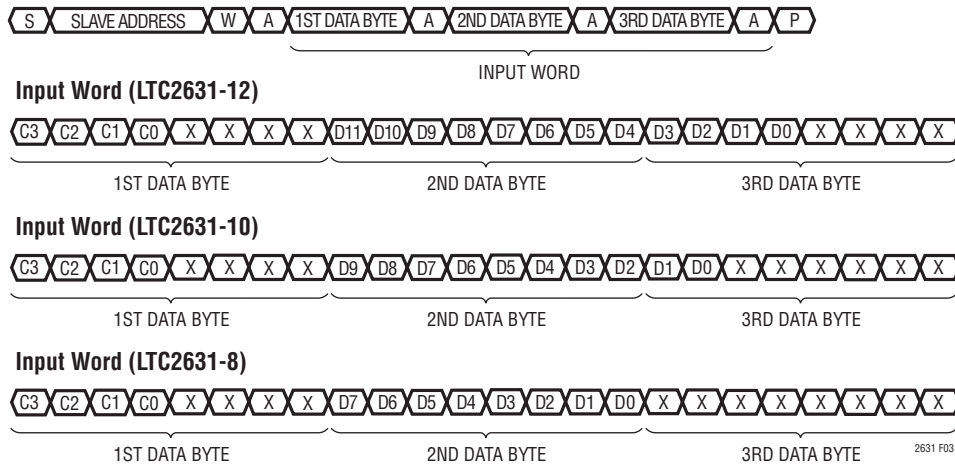 S SLAVE ADDRESS W A 1ST DATA BYTE A 2ND DATA BYTE A 3RD DATA BYTE A P
INPUT WORD
Input Word (LTC2631-12)
C3 C2 C1 C0 X X X X D11 D10 D9 D8 D7 D6 D5 D4 D3 D2 D1 D0 X X X X
1ST DATA BYTE 2ND DATA BYTE 3RD DATA BYTE
Input Word (LTC2631-10)
C3 C2 C1 C0 X X X X D9 D8 D7 D6 D5 D4 D3 D2 D1 D0 X X X X X X
1ST DATA BYTE 2ND DATA BYTE 3RD DATA BYTE
Input Word (LTC2631-8)
C3 C2 C1 C0 X X X X D7 D6 D5 D4 D3 D2 D1 D0 X X X X X X X X
1ST DATA BYTE 2ND DATA BYTE 3RD DATA BYTE 2631 F03